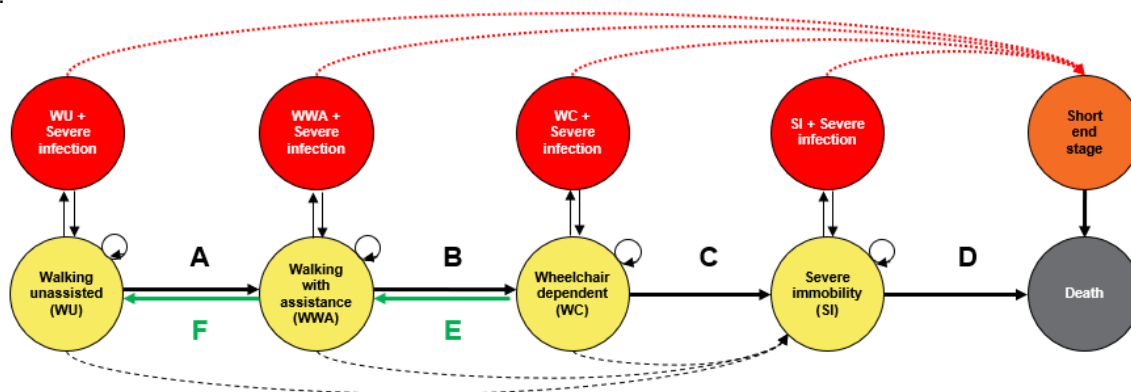 WU +
Severe
infection
WWA +
Severe
infection
WC +
Severe
infection
SI + Severe
infection
Short
end
stage
A
B
C
D
Walking
unassisted
(WU)
Walking
with
assistance
(WWA)
Wheelchair
dependent
(WC)
Severe
immobility
(SI)
Death
F
E